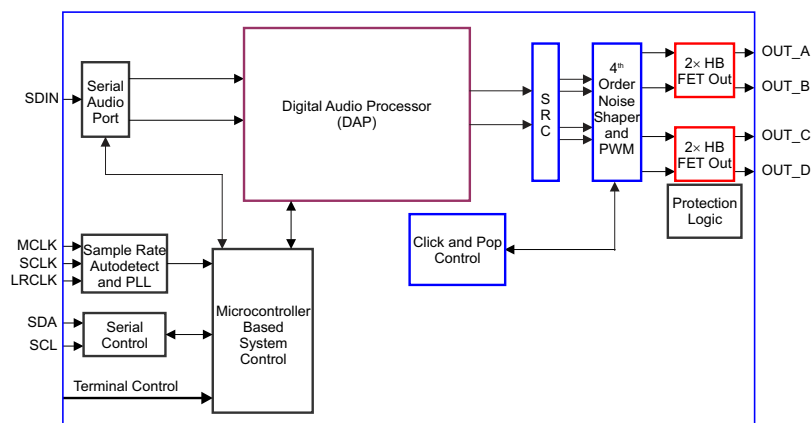 SDIN
Serial
Audio
Port
Digital Audio Processor
(DAP)
S
R
C
4th
Order
Noise
Shaper
and
PWM
2× HB
FET Out
OUT_A
OUT_B
2× HB
FET Out
OUT_C
OUT_D
Protection
Logic
Click and Pop
Control
MCLK
SCLK
LRCLK
Sample Rate
Autodetect
and PLL
SDA
SCL
Serial
Control
Microcontroller
Based
System
Control
Terminal Control